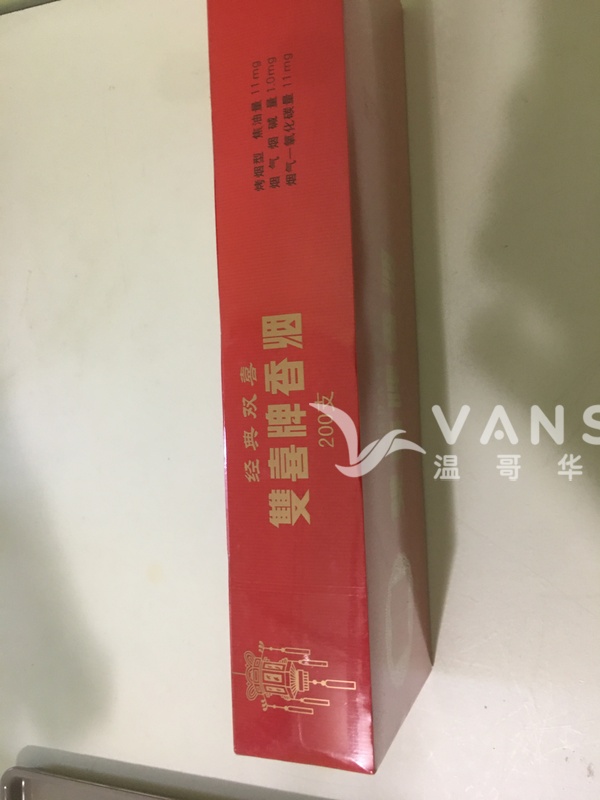 经典双喜
雙喜牌香烟
200支
烤烟型 焦油量 11mg
烟气烟碱量 1.0mg
烟气一氧化碳量 11mg
VANS
温哥华